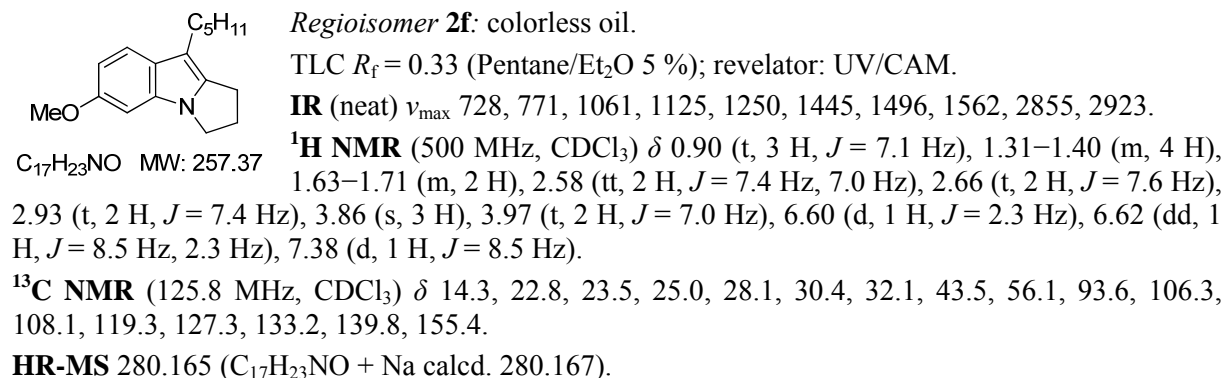 C₅H₁₁
MeO
N
C₁₇H₂₃NO MW: 257.37
Regioisomer 2f: colorless oil.
TLC Rf = 0.33 (Pentane/Et₂O 5 %); revelator: UV/CAM.
IR (neat) νmax 728, 771, 1061, 1125, 1250, 1445, 1496, 1562, 2855, 2923.
¹H NMR (500 MHz, CDCl₃) δ 0.90 (t, 3 H, J = 7.1 Hz), 1.31−1.40 (m, 4 H),
1.63−1.71 (m, 2 H), 2.58 (tt, 2 H, J = 7.4 Hz, 7.0 Hz), 2.66 (t, 2 H, J = 7.6 Hz),
2.93 (t, 2 H, J = 7.4 Hz), 3.86 (s, 3 H), 3.97 (t, 2 H, J = 7.0 Hz), 6.60 (d, 1 H, J = 2.3 Hz), 6.62 (dd, 1
H, J = 8.5 Hz, 2.3 Hz), 7.38 (d, 1 H, J = 8.5 Hz).
¹³C NMR (125.8 MHz, CDCl₃) δ 14.3, 22.8, 23.5, 25.0, 28.1, 30.4, 32.1, 43.5, 56.1, 93.6, 106.3,
108.1, 119.3, 127.3, 133.2, 139.8, 155.4.
HR-MS 280.165 (C₁₇H₂₃NO + Na calcd. 280.167).